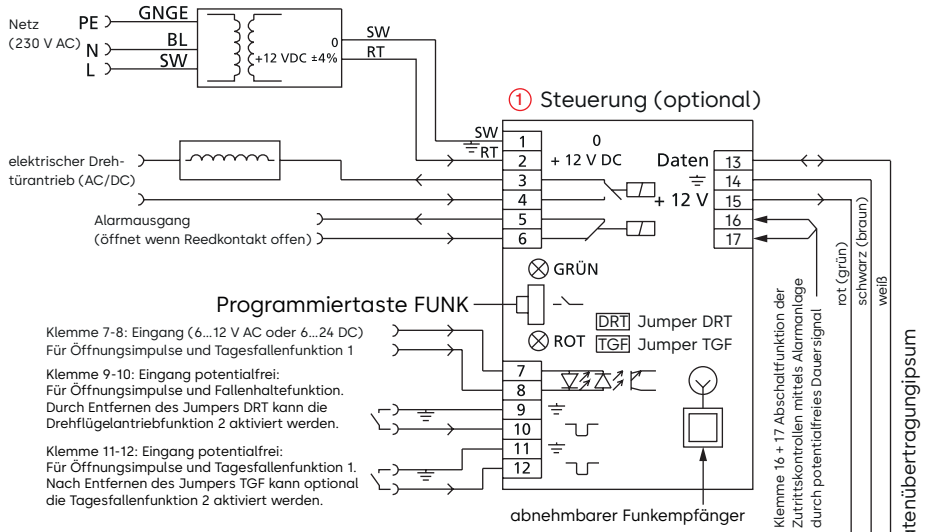 Netz
(230 V AC)
PE
N
L
GNGE
BL
SW
0
+12 VDC ±4%
SW
RT
1 Steuerung (optional)
SW
RT
1
2
3
4
5
6
0
+ 12 V DC
Daten
+ 12 V
13
14
15
16
17
elektrischer Dreh-
türantrieb (AC/DC)
Alarmausgang
(öffnet wenn Reedkontakt offen)
GRÜN
Programmiertaste FUNK
ROT
DRT Jumper DRT
TGF Jumper TGF
Klemme 7-8: Eingang (6...12 V AC oder 6...24 DC)
Für Öffnungsimpulse und Tagesfallenfunktion 1
Klemme 9-10: Eingang potentialfrei:
Für Öffnungsimpulse und Fallenhaltefunktion.
Durch Entfernen des Jumpers DRT kann die
Drehflügelantriebfunktion 2 aktiviert werden.
Klemme 11-12: Eingang potentialfrei:
Für Öffnungsimpulse und Tagesfallenfunktion 1.
Nach Entfernen des Jumpers TGF kann optional
die Tagesfallenfunktion 2 aktiviert werden.
7
8
9
10
11
12
abnehmbarer Funkempfänger
Klemme 16 + 17 Abschaltfunktion der
Zutrittskontrollen mittels Alarmanlage
durch potentialfreies Dauersignal
rot (grün)
schwarz (braun)
weiß
tenübertragungipsum